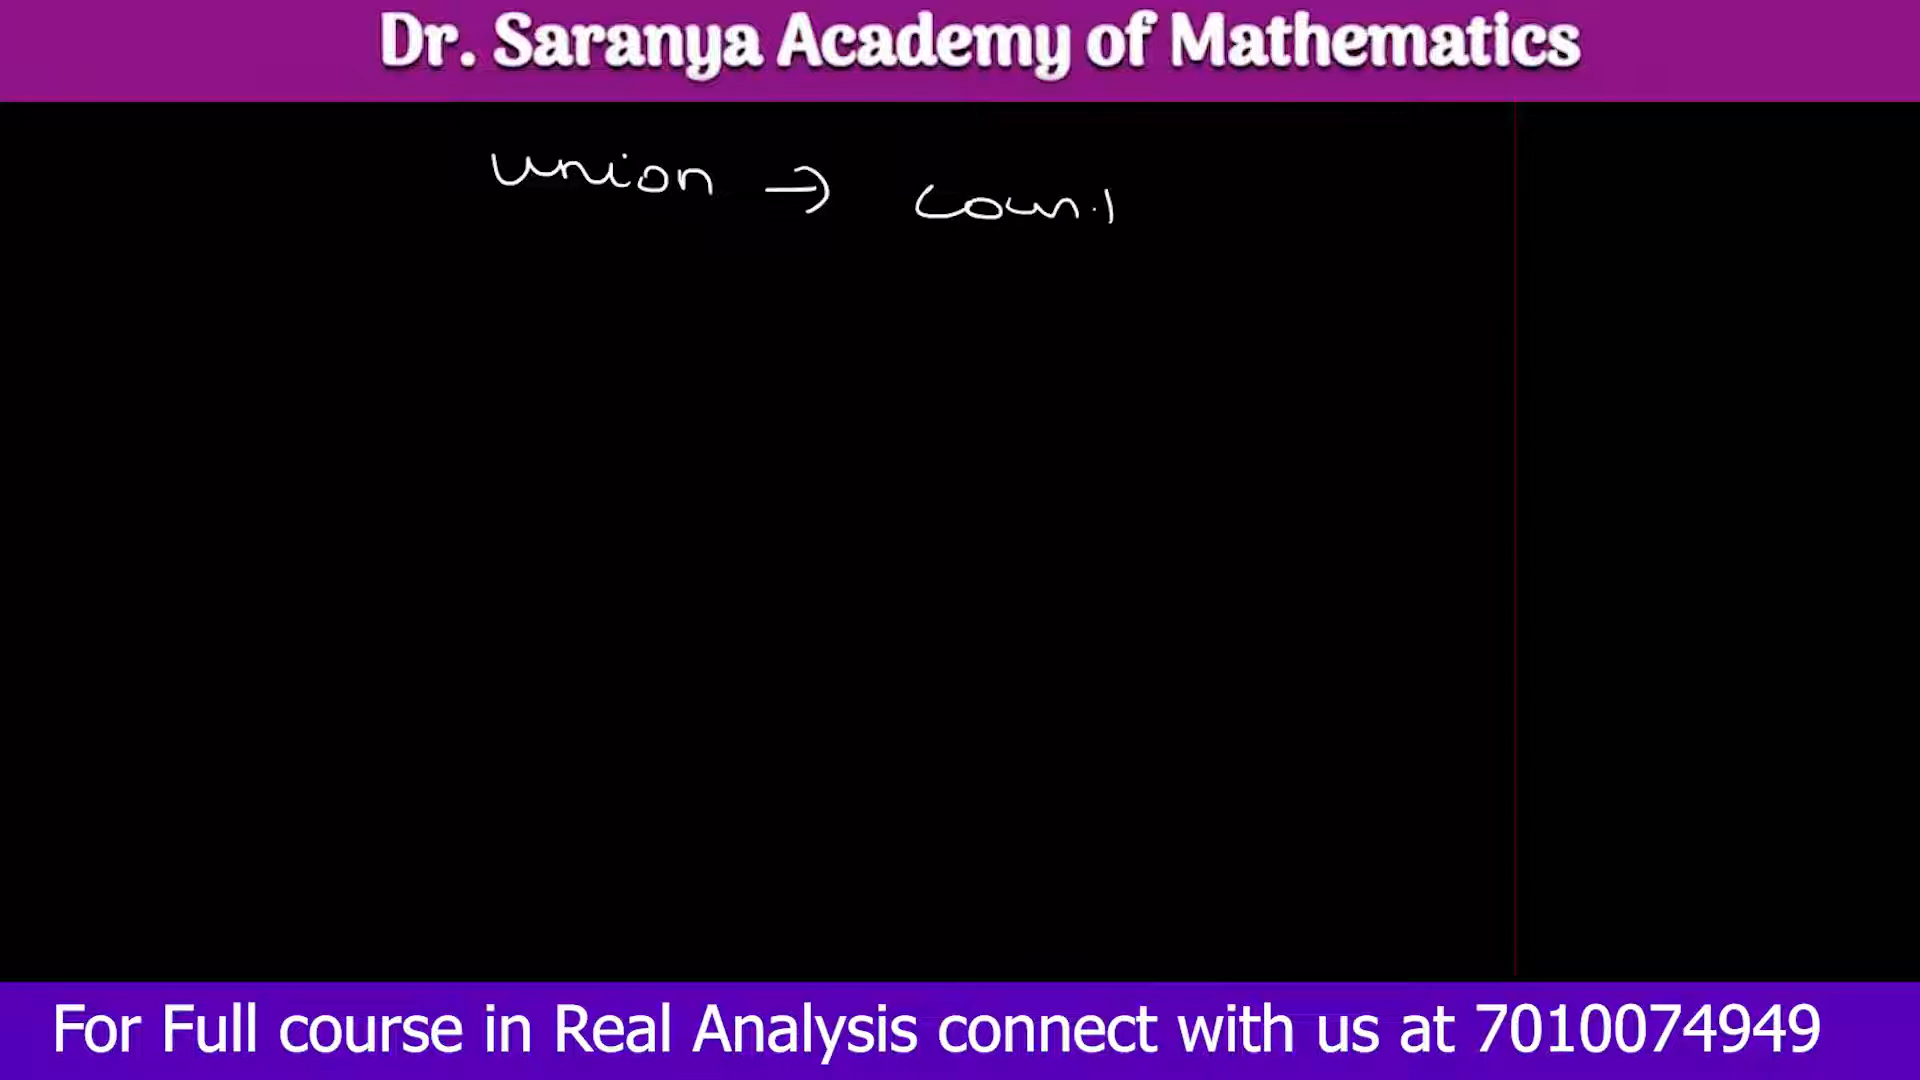 Dr. Saranya Academy of Mathematics
union → coun
For Full course in Real Analysis connect with us at 7010074949